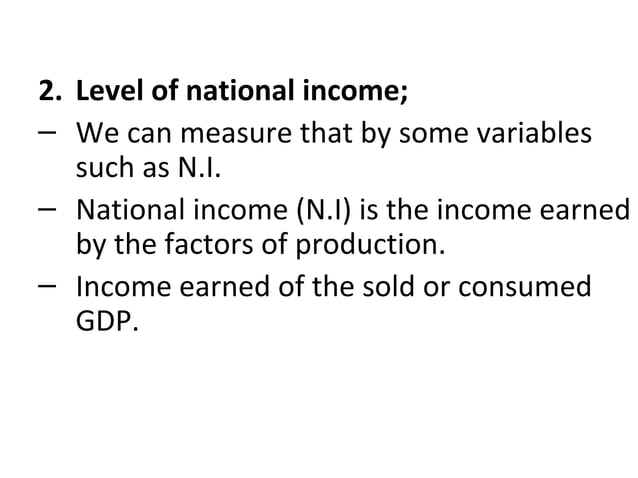 2. Level of national income;
– We can measure that by some variables
such as N.I.
– National income (N.I) is the income earned
by the factors of production.
– Income earned of the sold or consumed
GDP.